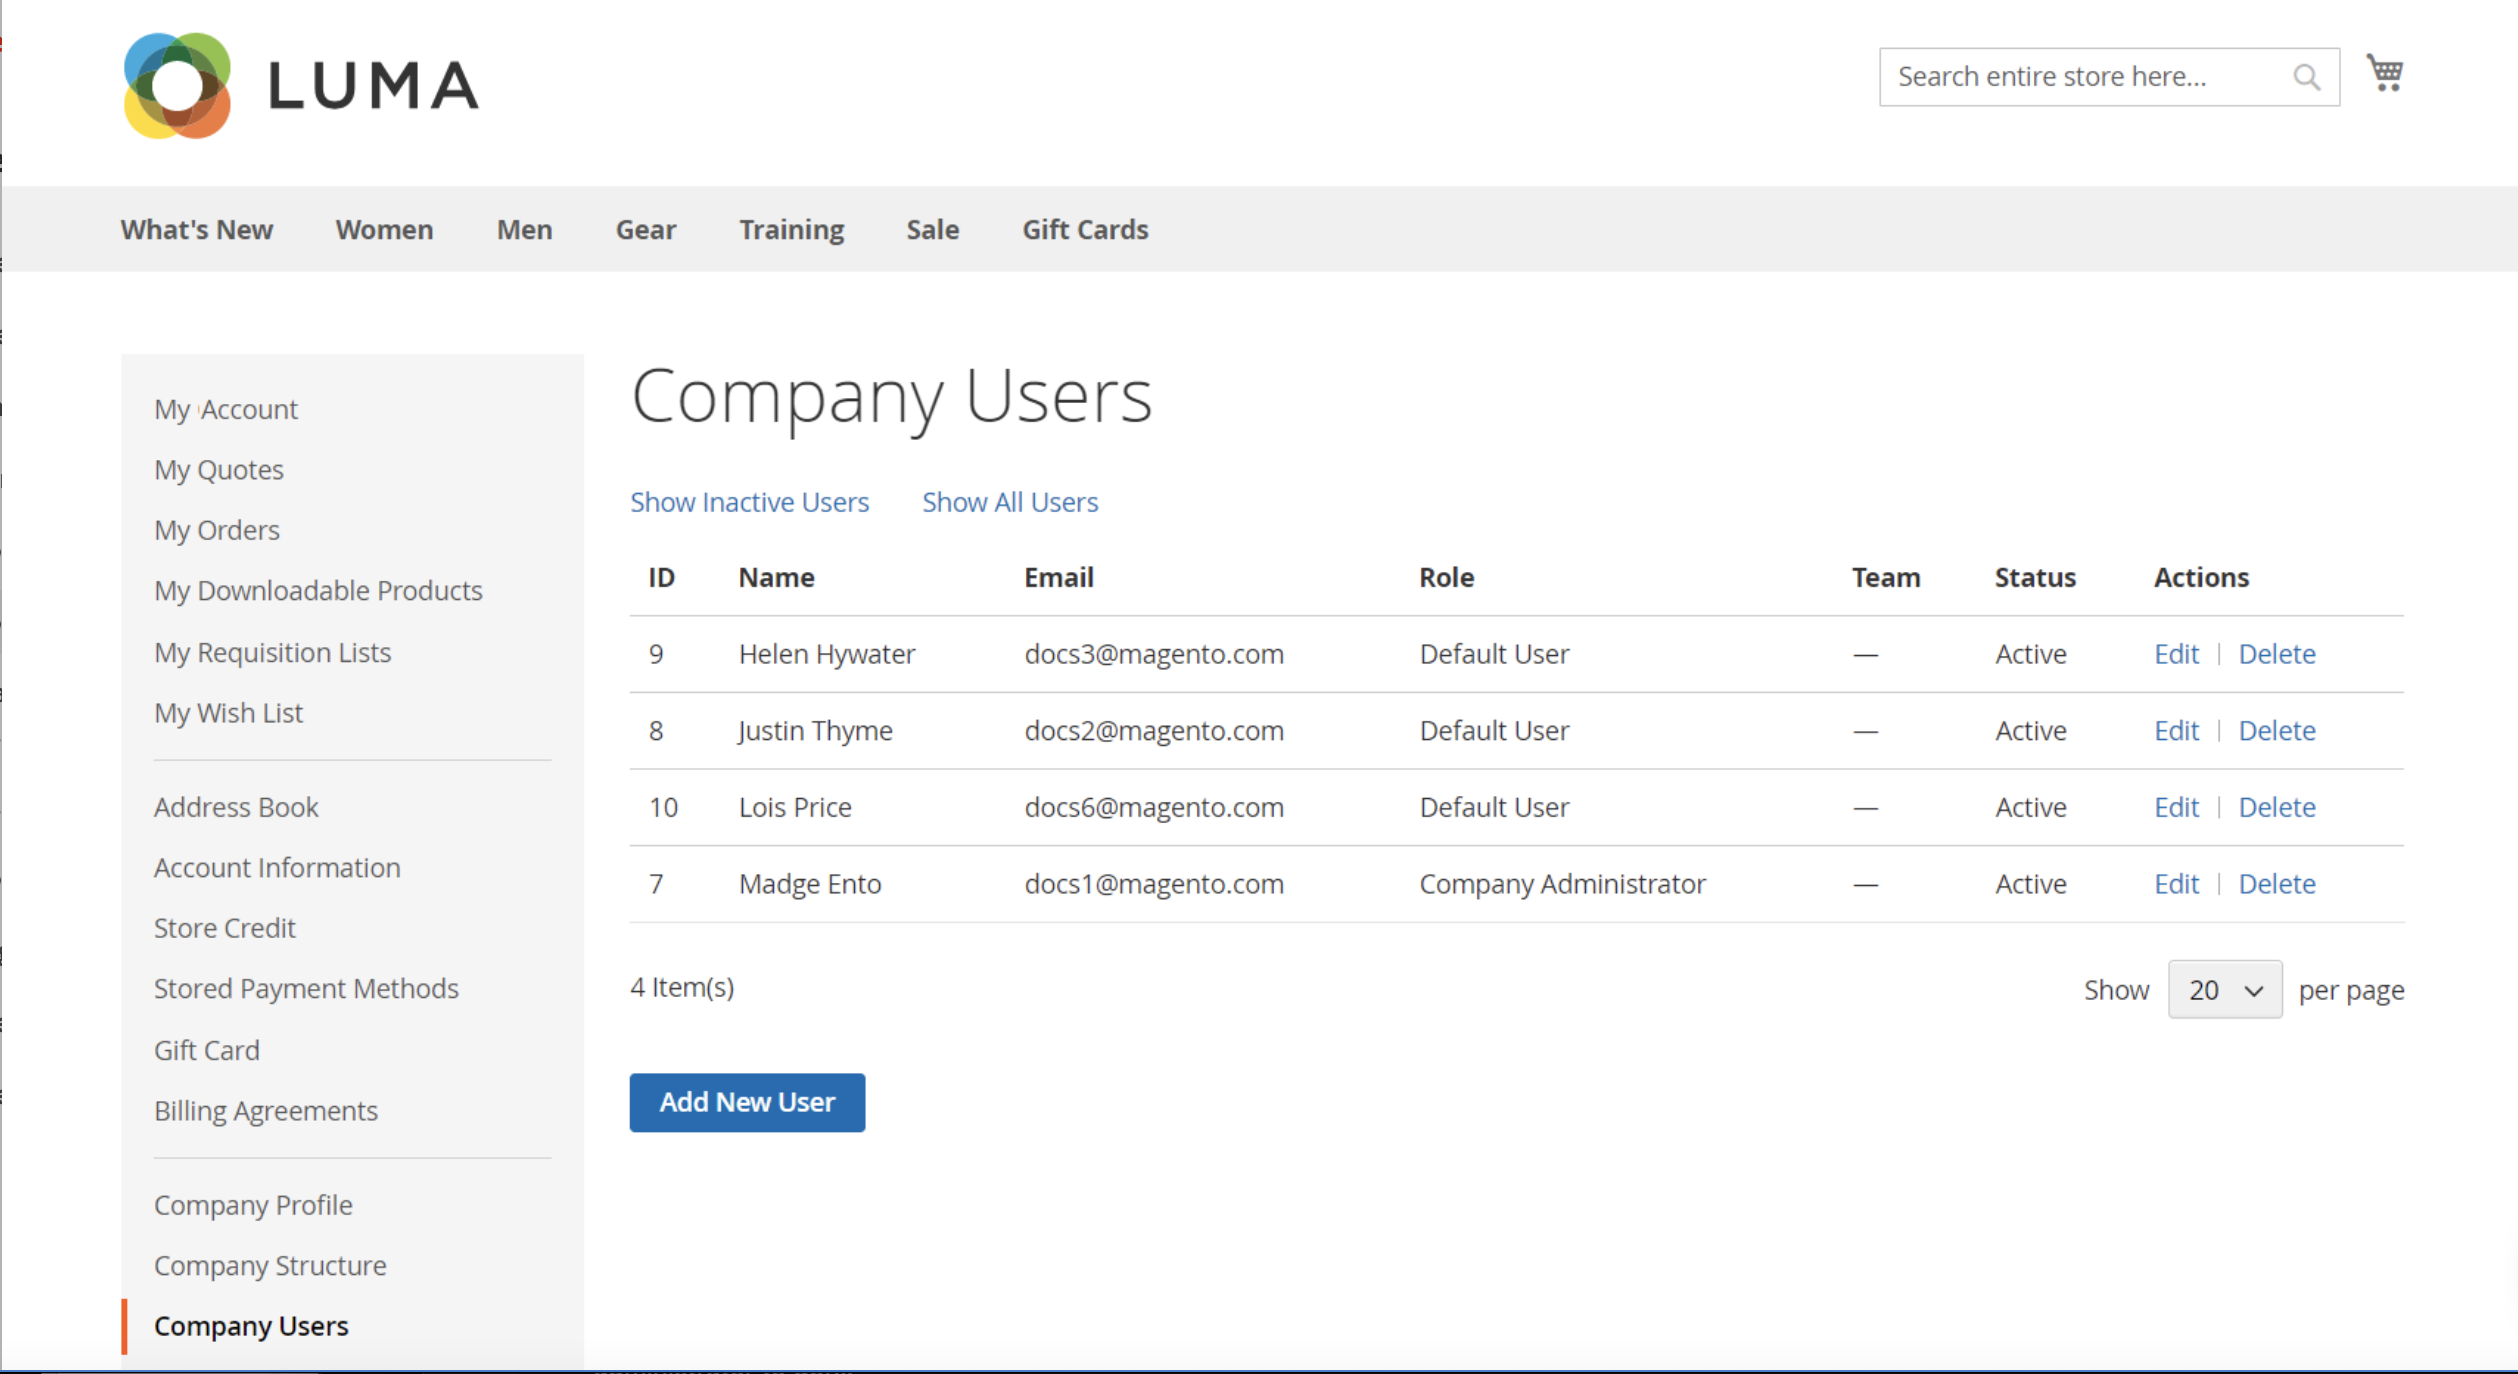 LUMA
Search entire store here...
What's New Women Men Gear Training Sale Gift Cards
My Account
My Quotes
My Orders
My Downloadable Products
My Requisition Lists
My Wish List
Address Book
Account Information
Store Credit
Stored Payment Methods
Gift Card
Billing Agreements
Company Profile
Company Structure
Company Users
Company Users
Show Inactive Users Show All Users
ID Name Email Role Team Status Actions
9 Helen Hywater docs3@magento.com Default User — Active Edit | Delete
8 Justin Thyme docs2@magento.com Default User — Active Edit | Delete
10 Lois Price docs6@magento.com Default User — Active Edit | Delete
7 Madge Ento docs1@magento.com Company Administrator — Active Edit | Delete
4 Item(s)
Show 20 per page
Add New User